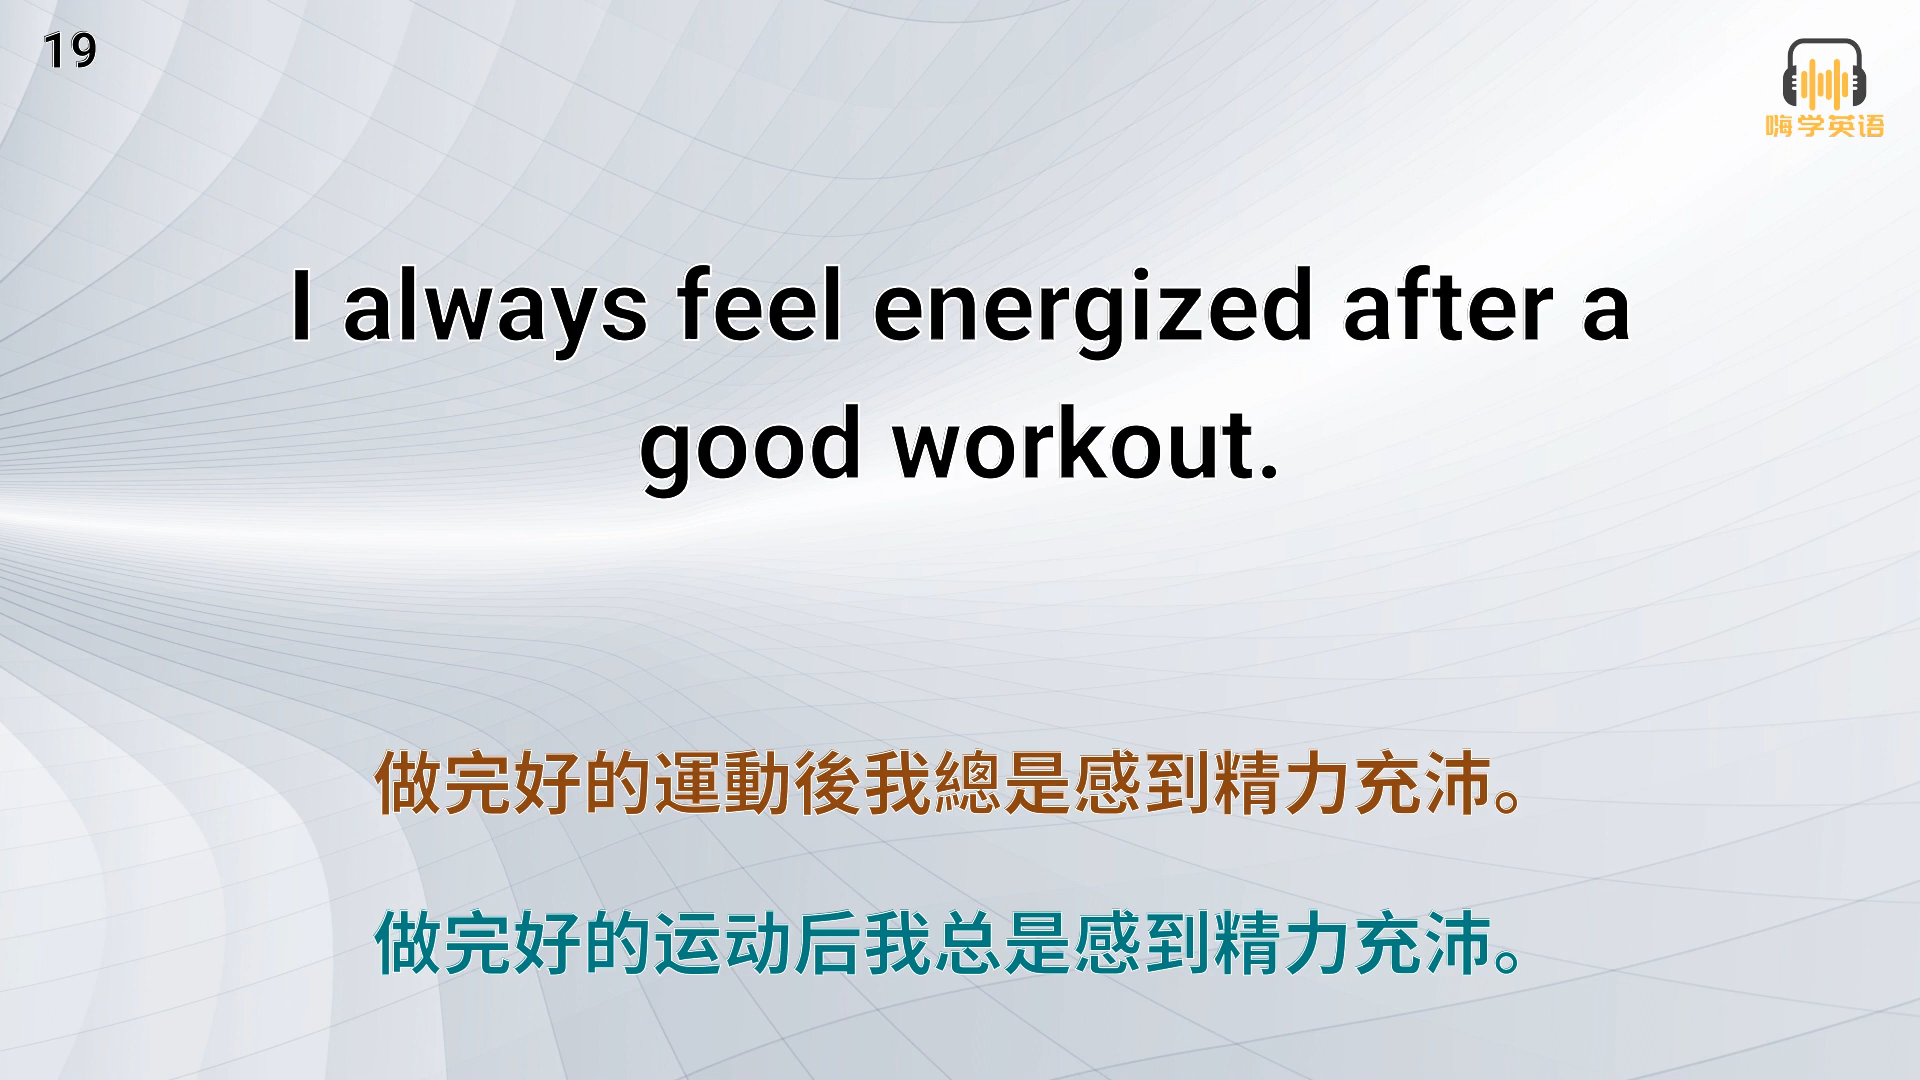 19
嗨学英语
I always feel energized after a
good workout.
做完好的運動後我總是感到精力充沛。
做完好的运动后我总是感到精力充沛。